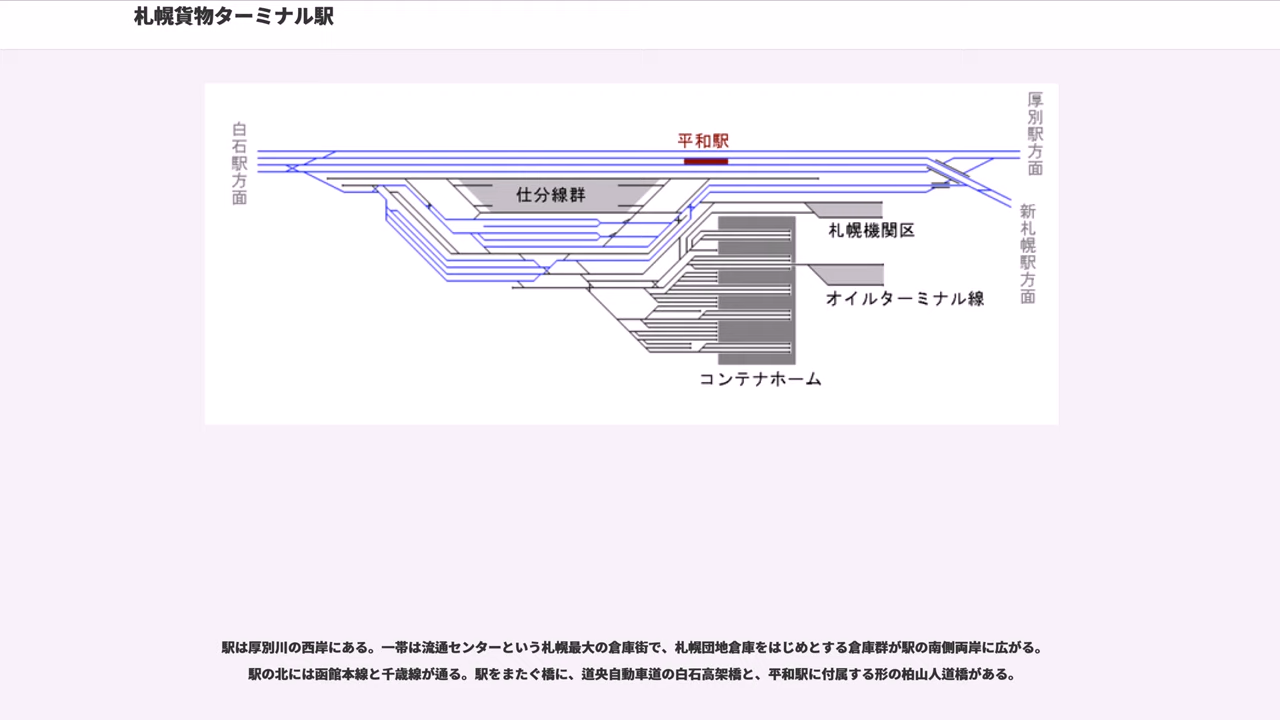 札幌貨物ターミナル駅
白石駅方面
厚別駅方面
平和駅
仕分線群
新札幌駅方面
札幌機関区
オイルターミナル線
コンテナホーム
駅は厚別川の西岸にある。一帯は流通センターという札幌最大の倉庫街で、札幌団地倉庫をはじめとする倉庫群が駅の南側両岸に広がる。
駅の北には函館本線と千歳線が通る。駅をまたぐ橋に、道央自動車道の白石高架橋と、平和駅に付属する形の柏山人道橋がある。